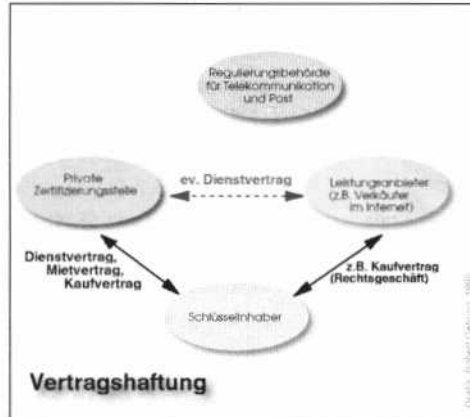 Regulierungsbehörde
für Telekommunikation
und Post
Private
Zertifizierungsstelle
ev. Dienstvertrag
Leistungsanbieter
(z.B. Verkäufer
im Internet)
Dienstvertrag,
Mietvertrag,
Kaufvertrag
z.B. Kaufvertrag
(Rechtsgeschäft)
Schlüsselinhaber
Vertragshaftung